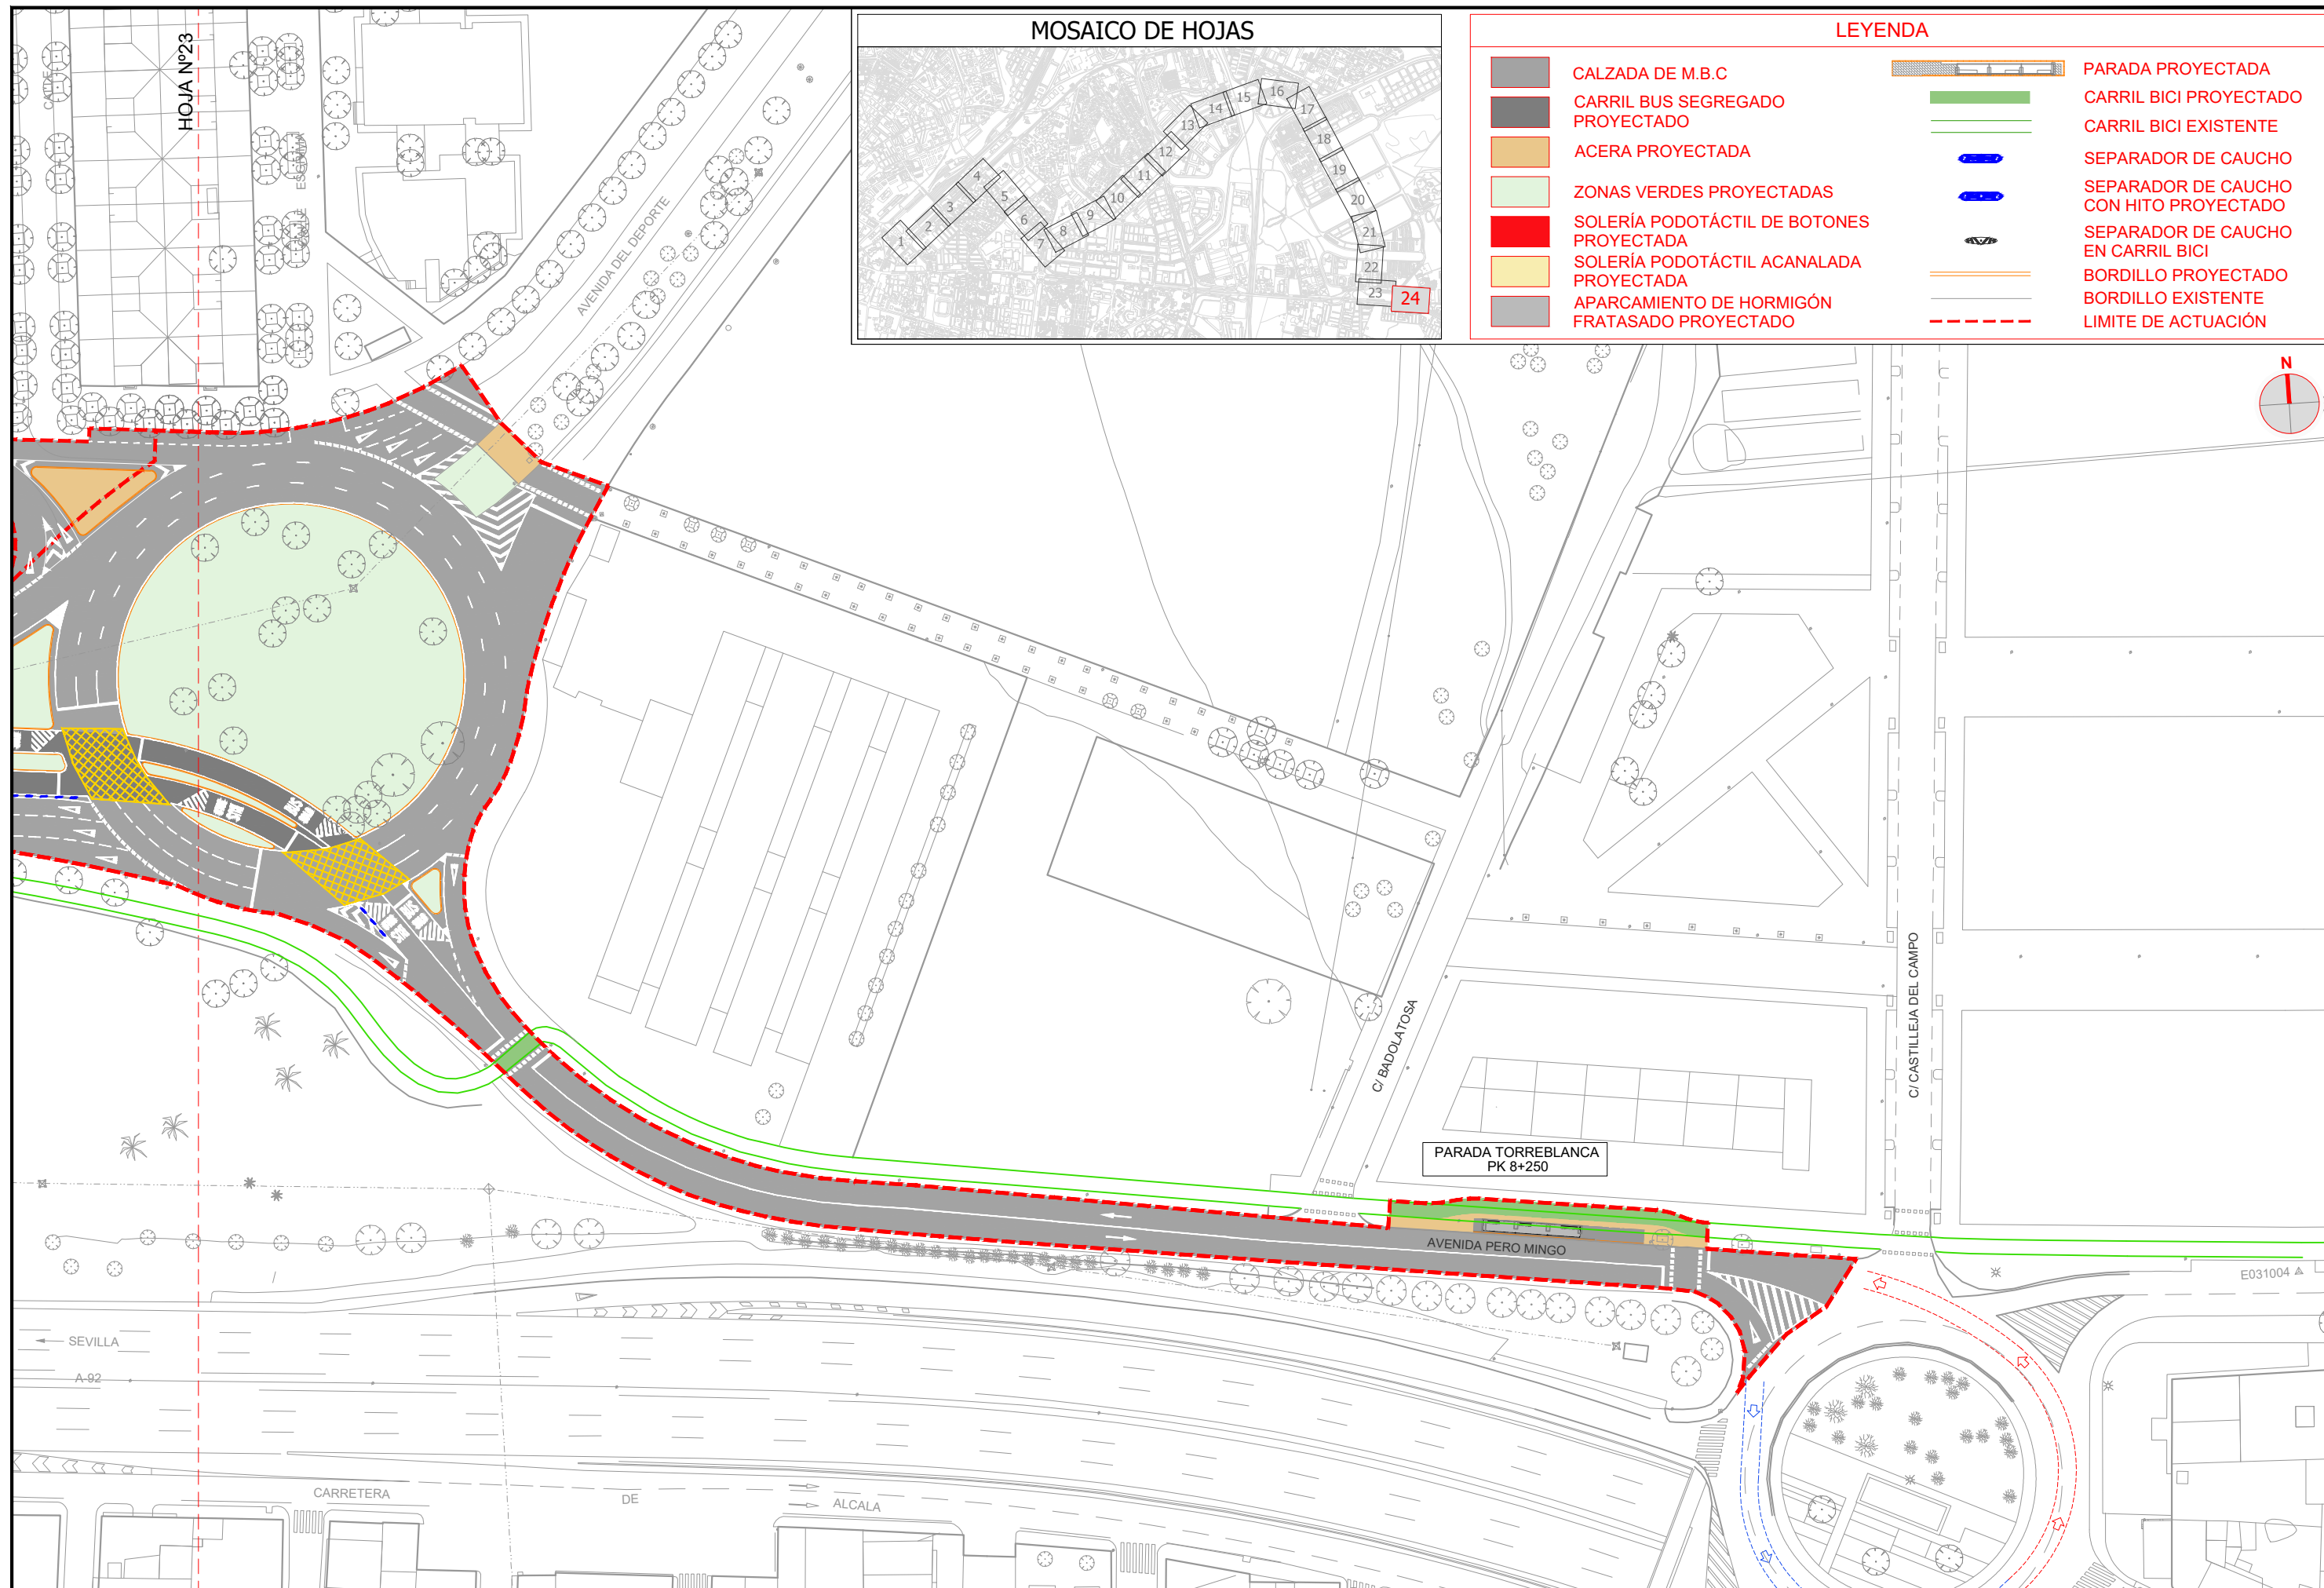 HOJA Nº23
CALLE
ESGRIMA
AVENIDA DEL DEPORTE
MOSAICO DE HOJAS
1
2
3
4
5
6
7
8
9
10
11
12
13
14
15
16
17
18
19
20
21
22
23
24
LEYENDA
CALZADA DE M.B.C
CARRIL BUS SEGREGADO
PROYECTADO
ACERA PROYECTADA
ZONAS VERDES PROYECTADAS
SOLERÍA PODOTÁCTIL DE BOTONES
PROYECTADA
SOLERÍA PODOTÁCTIL ACANALADA
PROYECTADA
APARCAMIENTO DE HORMIGÓN
FRATASADO PROYECTADO
PARADA PROYECTADA
CARRIL BICI PROYECTADO
CARRIL BICI EXISTENTE
SEPARADOR DE CAUCHO
SEPARADOR DE CAUCHO
CON HITO PROYECTADO
SEPARADOR DE CAUCHO
EN CARRIL BICI
BORDILLO PROYECTADO
BORDILLO EXISTENTE
LIMITE DE ACTUACIÓN
N
C/ BADOLATOSA
C/ CASTILLEJA DEL CAMPO
PARADA TORREBLANCA
PK 8+250
AVENIDA PERO MINGO
E031004
SEVILLA
A-92
CARRETERA
DE
ALCALA